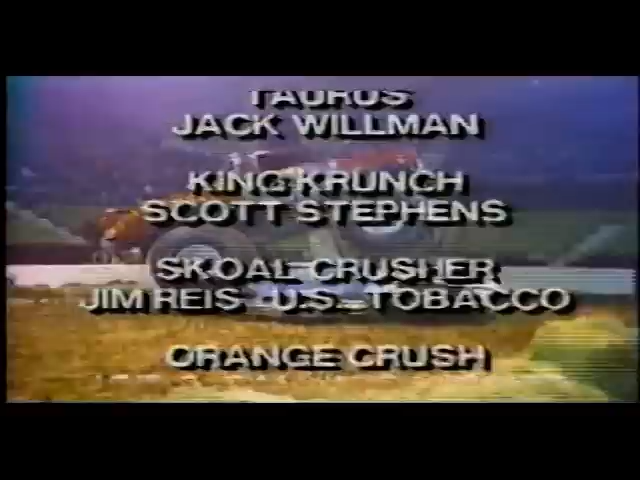 TAURUS
JACK WILLMAN
KING KRUNCH
SCOTT STEPHENS
SKOAL CRUSHER
JIM REIS U.S. TOBACCO
ORANGE CRUSH